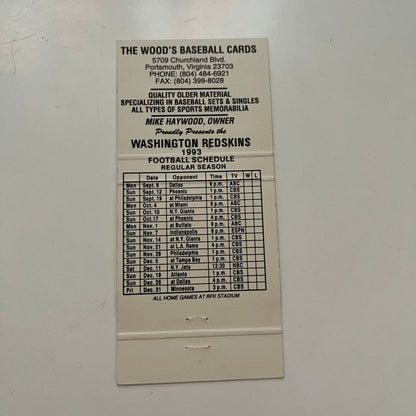 THE WOOD'S BASEBALL CARDS
5709 Churchland Blvd.
Portsmouth, Virginia 23703
PHONE: (804) 484-6921
FAX: (804) 399-8028
QUALITY OLDER MATERIAL
SPECIALIZING IN BASEBALL SETS & SINGLES
ALL TYPES OF SPORTS MEMORABILIA
MIKE HAYWOOD, OWNER
Proudly Presents the
WASHINGTON REDSKINS
1993
FOOTBALL SCHEDULE
REGULAR SEASON
Date Opponent Time TV W L
Mon Sept. 6 Dallas 9 p.m. ABC
Sun Sept. 12 Phoenix 1 p.m. CBS
Sun Sept. 19 at Philadelphia 1 p.m. CBS
Mon Oct. 4 at Miami 9 p.m. ABC
Sun Oct. 10 N.Y. Giants 1 p.m. CBS
Sun Oct. 17 at Phoenix 4 p.m. CBS
Mon Nov. 1 at Buffalo 9 p.m. ABC
Sun Nov. 7 Indianapolis 8 p.m. ESPN
Sun Nov. 14 at N.Y. Giants 1 p.m. CBS
Sun Nov. 21 at L.A. Rams 4 p.m. CBS
Sun Nov. 28 Philadelphia 1 p.m. CBS
Sun Dec. 5 at Tampa Bay 1 p.m. CBS
Sat Dec. 11 N.Y. Jets 12:30 NBC
Sun Dec. 19 Atlanta 1 p.m. CBS
Sun Dec. 26 at Dallas 4 p.m. CBS
Fri Dec. 31 Minnesota 3 p.m. CBS
ALL HOME GAMES AT RFK STADIUM